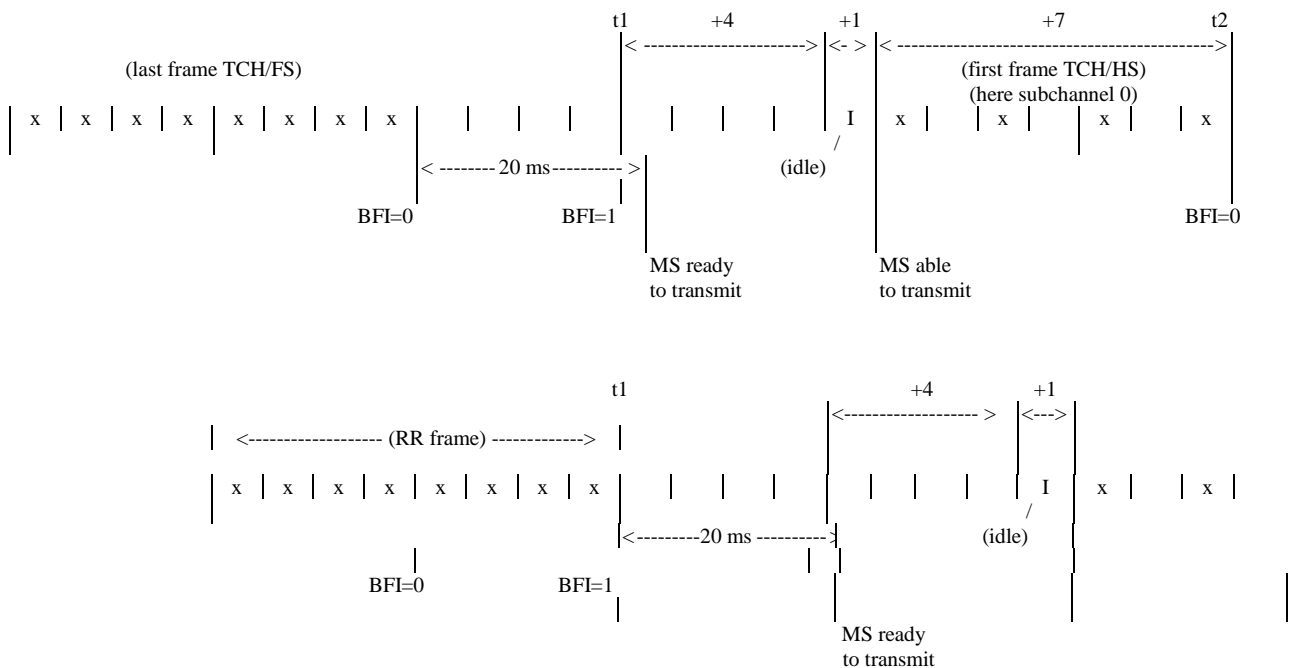 t1 +4 +1 +7 t2
< ----------------------- > <- > < ------------------------------------------ >
(last frame TCH/FS) (first frame TCH/HS)
(here subchannel 0)
x x x x x x x x I x x x x
/
< -------- 20 ms---------- > (idle)
BFI=0 BFI=1 BFI=0
MS ready MS able
to transmit to transmit
t1 +4 +1
<------------------- > <--->
<------------------- (RR frame) ------------->
x x x x x x x x I x x
/
< ---------20 ms ---------- > (idle)
BFI=0 BFI=1
MS ready
to transmit